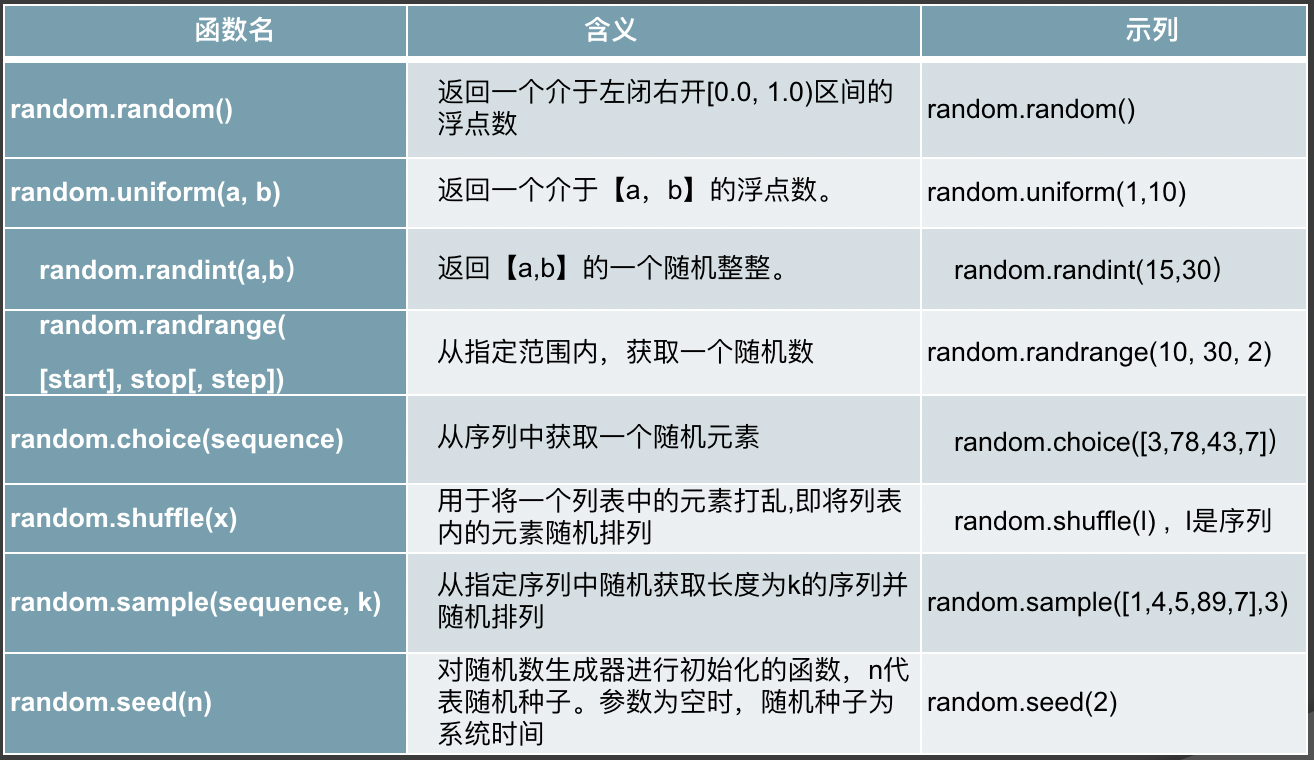 函数名
含义
示列
random.random()
返回一个介于左闭右开[0.0, 1.0)区间的
浮点数
random.random()
random.uniform(a, b)
返回一个介于【a，b】的浮点数。
random.uniform(1,10)
random.randint(a,b）
返回【a,b】的一个随机整整。
random.randint(15,30）
random.randrange(
[start], stop[, step])
从指定范围内，获取一个随机数
random.randrange(10, 30, 2)
random.choice(sequence)
从序列中获取一个随机元素
random.choice([3,78,43,7]）
random.shuffle(x)
用于将一个列表中的元素打乱,即将列表
内的元素随机排列
random.shuffle(l) ，l是序列
random.sample(sequence, k)
从指定序列中随机获取长度为k的序列并
随机排列
random.sample([1,4,5,89,7],3)
random.seed(n)
对随机数生成器进行初始化的函数，n代
表随机种子。参数为空时，随机种子为
系统时间
random.seed(2)